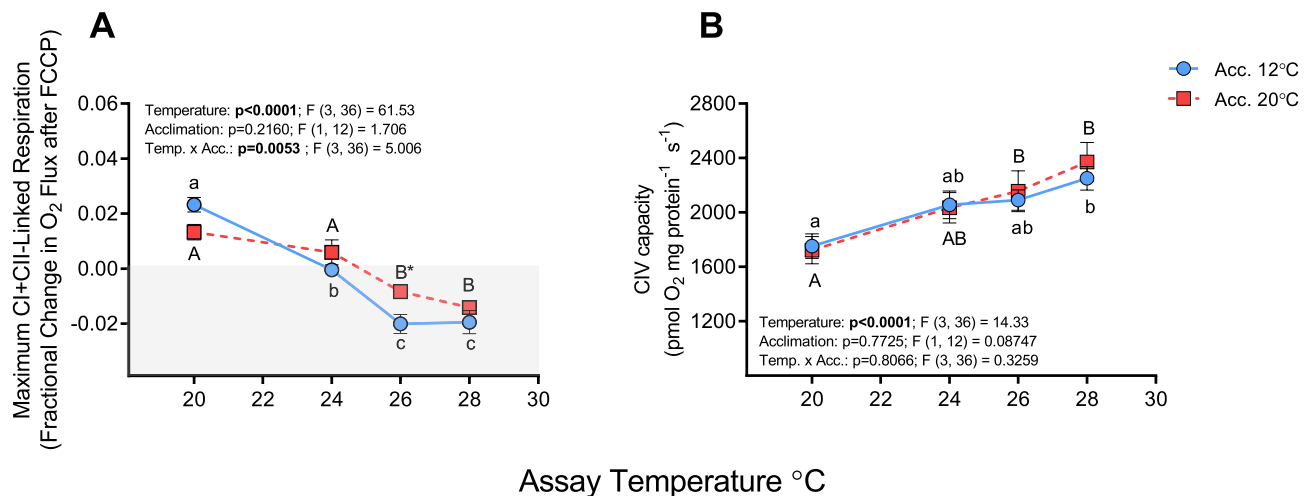 A
B
Acc. 12°C
Acc. 20°C
Maximum CI+CII-Linked Respiration
(Fractional Change in O₂ Flux after FCCP)
0.06
0.04
0.02
0.00
-0.02
Temperature: p<0.0001; F (3, 36) = 61.53
Acclimation: p=0.2160; F (1, 12) = 1.706
Temp. x Acc.: p=0.0053 ; F (3, 36) = 5.006
a
A
A
b
B*
c
B
c
20
22
24
26
28
30
CIV capacity
(pmol O₂ mg protein⁻¹ s⁻¹)
2800
2400
2000
1600
1200
a
A
ab
AB
B
ab
B
b
Temperature: p<0.0001; F (3, 36) = 14.33
Acclimation: p=0.7725; F (1, 12) = 0.08747
Temp. x Acc.: p=0.8066; F (3, 36) = 0.3259
20
22
24
26
28
30
Assay Temperature °C